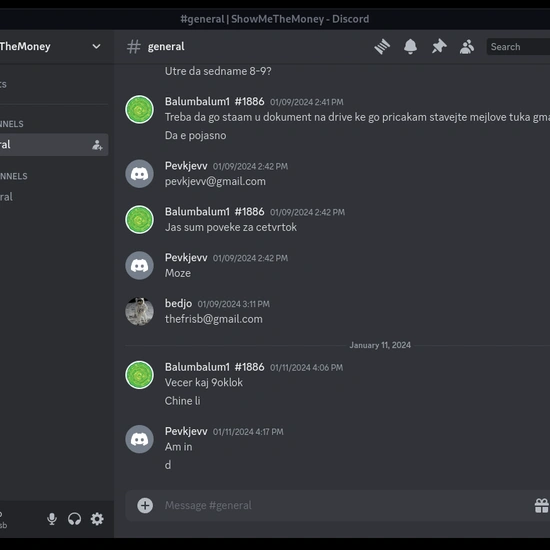 #general | ShowMeTheMoney - Discord
TheMoney
# general
Search
Utre da sedname 8-9?
Balumbalum1 #1886 01/09/2024 2:41 PM
Treba da go staam u dokument na drive ke go pricakam stavejte mejlove tuka gma
Da e pojasno
Pevkjevv 01/09/2024 2:42 PM
pevkjevv@gmail.com
Balumbalum1 #1886 01/09/2024 2:42 PM
Jas sum poveke za cetvrtok
Pevkjevv 01/09/2024 2:42 PM
Moze
bedjo 01/09/2024 3:11 PM
thefrisb@gmail.com
January 11, 2024
Balumbalum1 #1886 01/11/2024 4:06 PM
Vecer kaj 9oklok
Chine li
Pevkjevv 01/11/2024 4:17 PM
Am in
d
Message #general
ts
NNELS
ral
NNELS
ral
sb